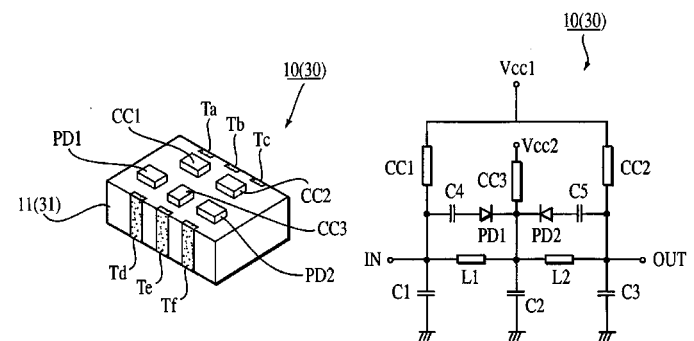 10(30)
10(30)
Ta
Tb
Tc
CC1
PD1
11(31)
CC2
CC3
PD2
Td
Te
Tf
Vcc1
CC1
Vcc2
CC3
CC2
C4
C5
PD1
PD2
IN
L1
L2
OUT
C1
C2
C3